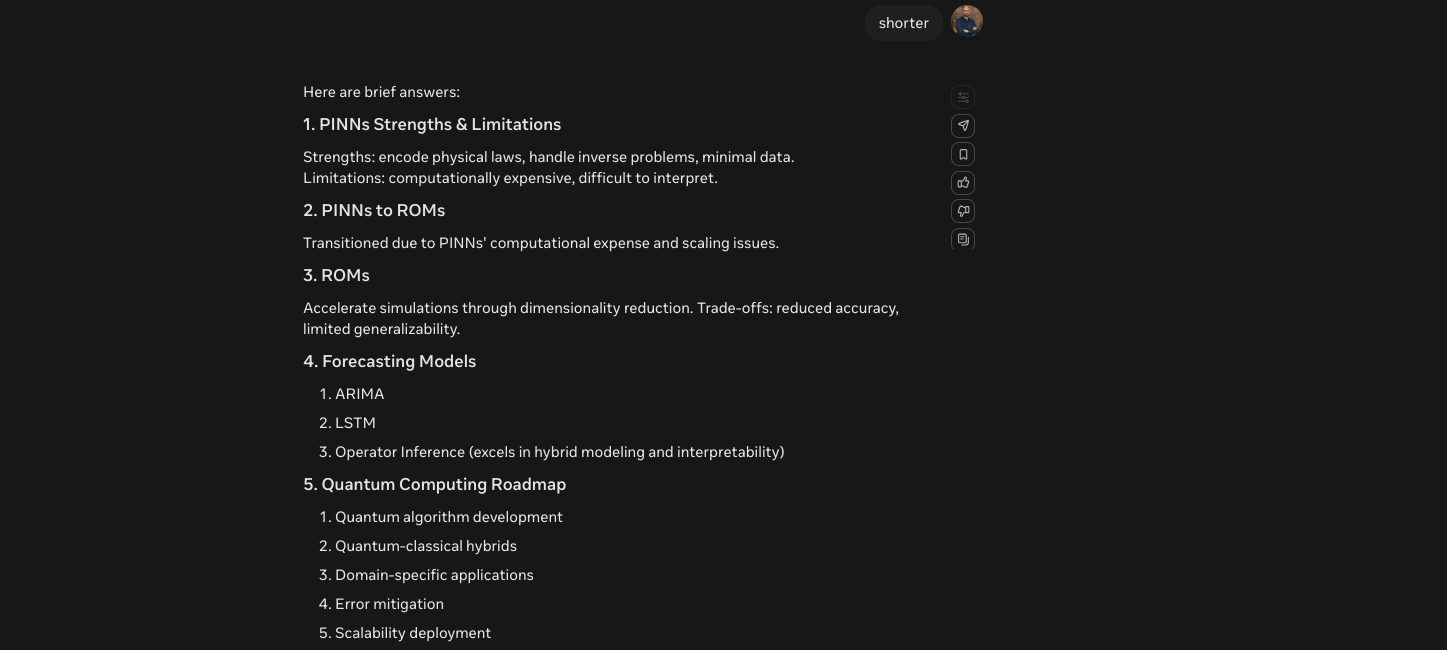 shorter
Here are brief answers:
1. PINNs Strengths & Limitations
Strengths: encode physical laws, handle inverse problems, minimal data.
Limitations: computationally expensive, difficult to interpret.
2. PINNs to ROMs
Transitioned due to PINNs' computational expense and scaling issues.
3. ROMs
Accelerate simulations through dimensionality reduction. Trade-offs: reduced accuracy,
limited generalizability.
4. Forecasting Models
1. ARIMA
2. LSTM
3. Operator Inference (excels in hybrid modeling and interpretability)
5. Quantum Computing Roadmap
1. Quantum algorithm development
2. Quantum-classical hybrids
3. Domain-specific applications
4. Error mitigation
5. Scalability deployment